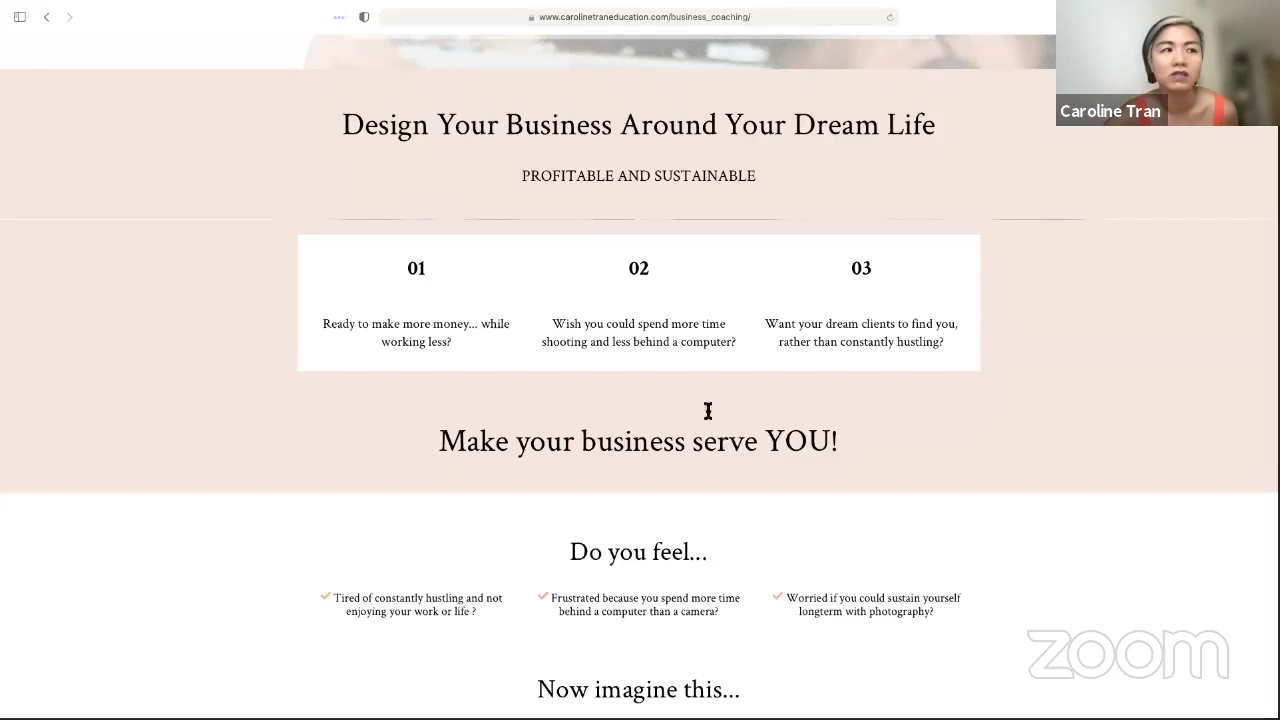 www.carolinetraneducation.com/business_coaching/
Caroline Tran
Design Your Business Around Your Dream Life
PROFITABLE AND SUSTAINABLE
01
Ready to make more money... while
working less?
02
Wish you could spend more time
shooting and less behind a computer?
03
Want your dream clients to find you,
rather than constantly hustling?
Make your business serve YOU!
Do you feel...
Tired of constantly hustling and not
enjoying your work or life ?
Frustrated because you spend more time
behind a computer than a camera?
Worried if you could sustain yourself
longterm with photography?
zoom
Now imagine this...